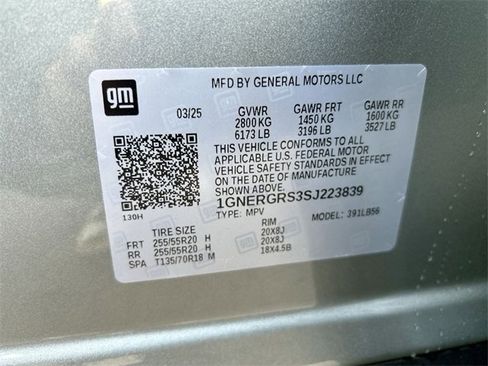 gm
MFD BY GENERAL MOTORS LLC
03/25 GVWR GAWR FRT GAWR RR
2800 KG 1450 KG 1600 KG
6173 LB 3196 LB 3527 LB
THIS VEHICLE CONFORMS TO ALL
APPLICABLE U.S. FEDERAL MOTOR
VEHICLE SAFETY STANDARDS IN EFFECT
ON THE DATE OF MANUFACTURE
SHOWN ABOVE.
1GNERGRS3SJ223839
130H TYPE: MPV MODEL: 391LB56
TIRE SIZE RIM
FRT 255/55R20 H 20X8J
RR 255/55R20 H 20X8J
SPA T135/70R18 M 18X4.5B